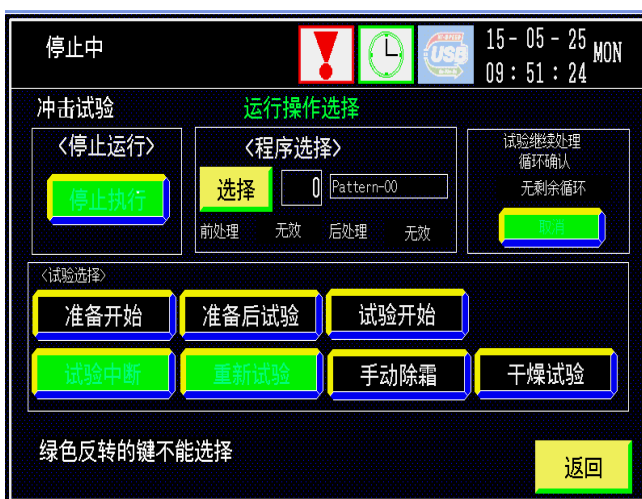 停止中
USB
15-05-25 MON
09:51:24
冲击试验
运行操作选择
<停止运行>
停止执行
<程序选择>
选择 0 Pattern-00
前处理 无效 后处理 无效
试验继续处理
循环确认
无剩余循环
取消
<试验选择>
准备开始 准备后试验 试验开始
试验中断 重新试验 手动除霜 干燥试验
绿色反转的键不能选择
返回